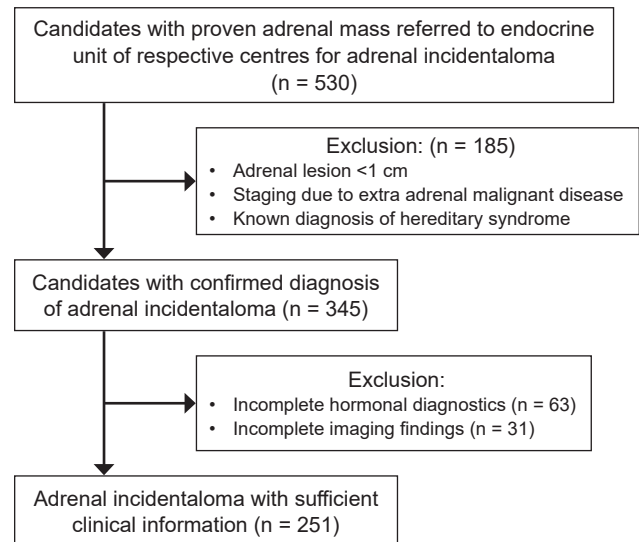 Candidates with proven adrenal mass referred to endocrine
unit of respective centres for adrenal incidentaloma
(n = 530)
Exclusion: (n = 185)
• Adrenal lesion <1 cm
• Staging due to extra adrenal malignant disease
• Known diagnosis of hereditary syndrome
Candidates with confirmed diagnosis
of adrenal incidentaloma (n = 345)
Exclusion:
• Incomplete hormonal diagnostics (n = 63)
• Incomplete imaging findings (n = 31)
Adrenal incidentaloma with sufficient
clinical information (n = 251)